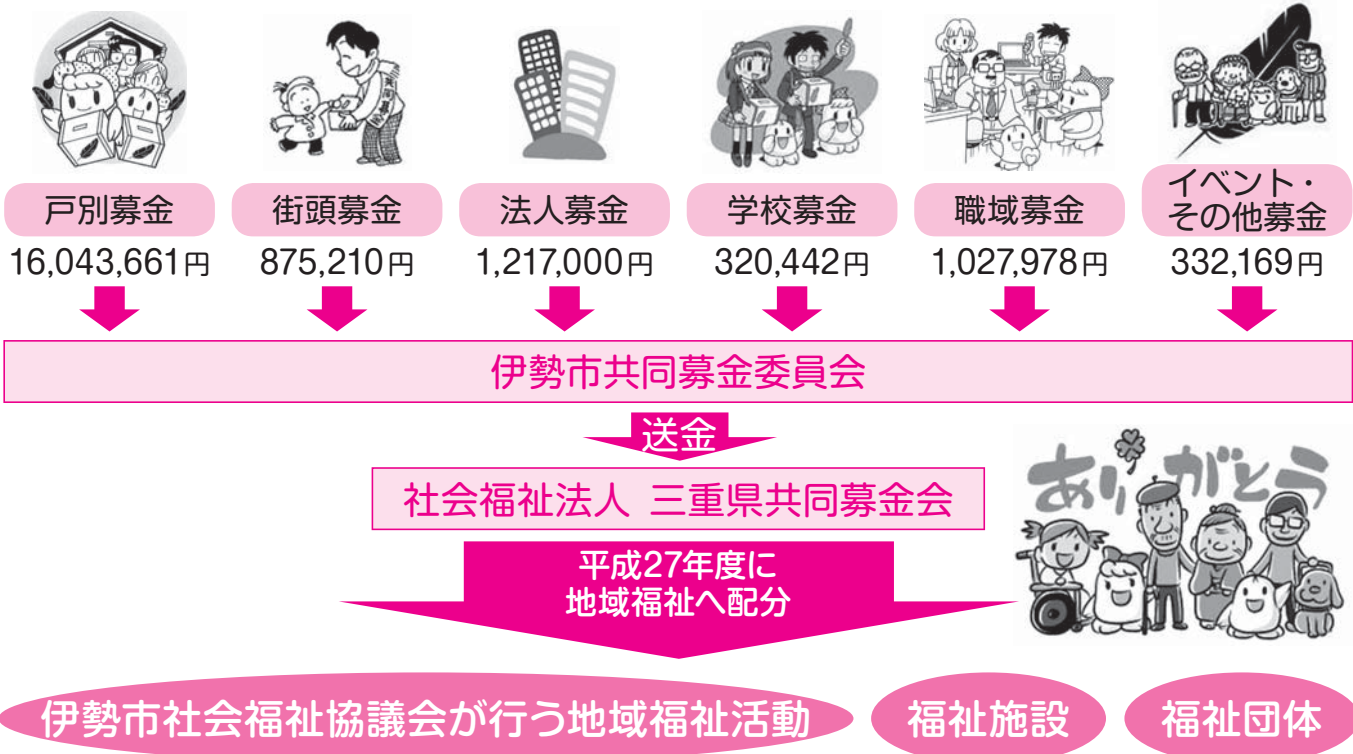 戸別募金
街頭募金
法人募金
学校募金
職域募金
イベント・
その他募金
16,043,661円
875,210円
1,217,000円
320,442円
1,027,978円
332,169円
伊勢市共同募金委員会
送金
社会福祉法人 三重県共同募金会
平成27年度に
地域福祉へ配分
ありがとう
伊勢市社会福祉協議会が行う地域福祉活動
福祉施設
福祉団体